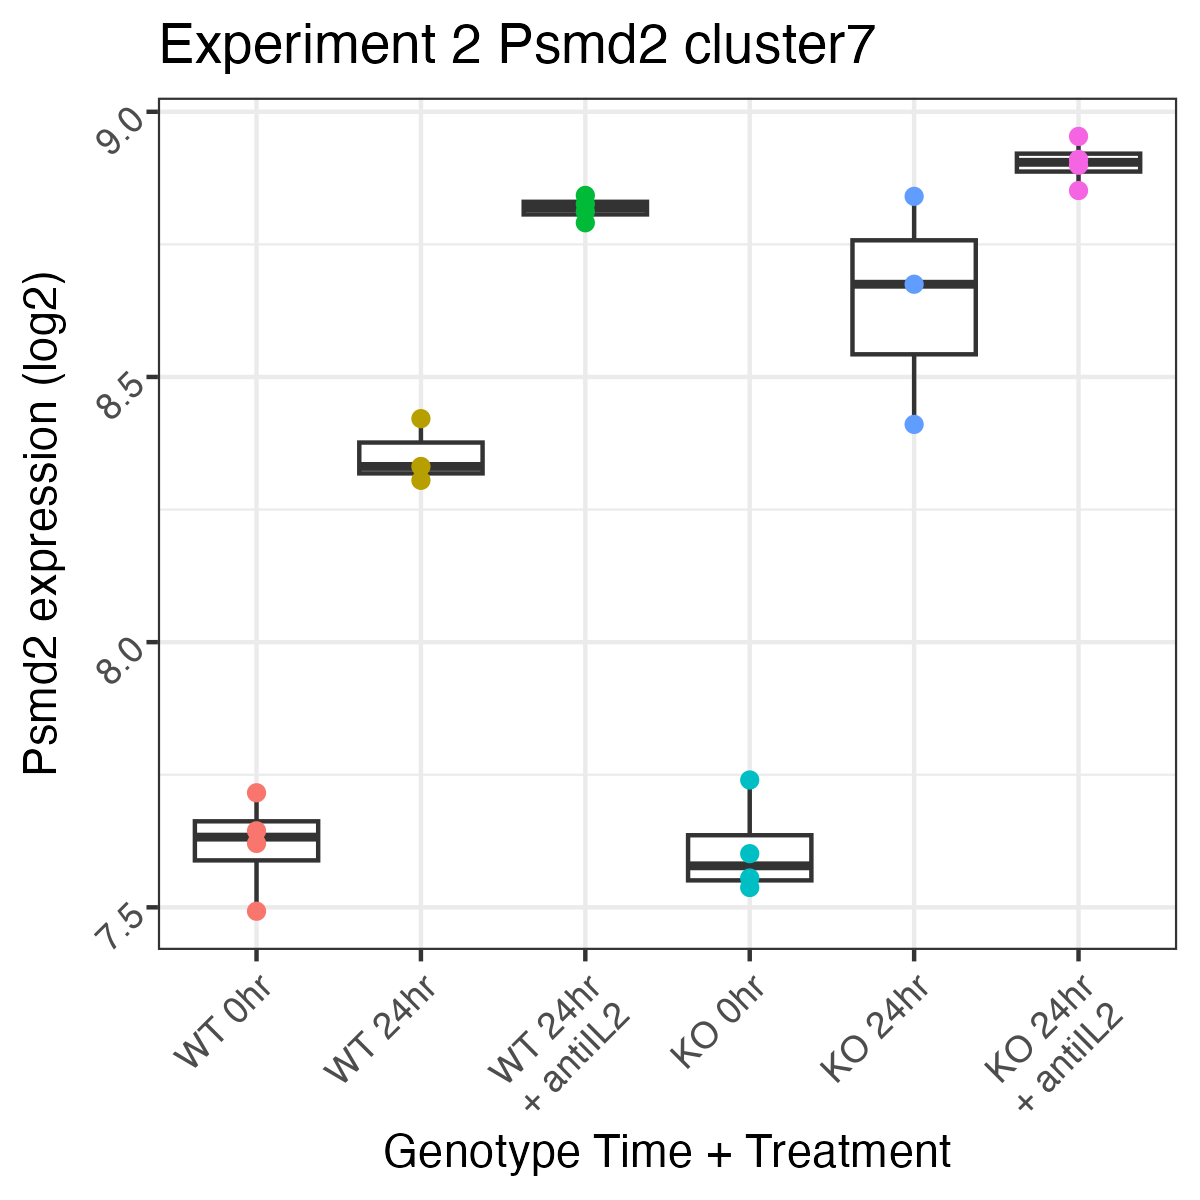 Experiment 2 Psmd2 cluster7
Psmd2 expression (log2)
9.0
8.5
8.0
7.5
WT 0hr
WT 24hr
WT 24hr
+ antiIL2
KO 0hr
KO 24hr
KO 24hr
+ antiIL2
Genotype Time + Treatment